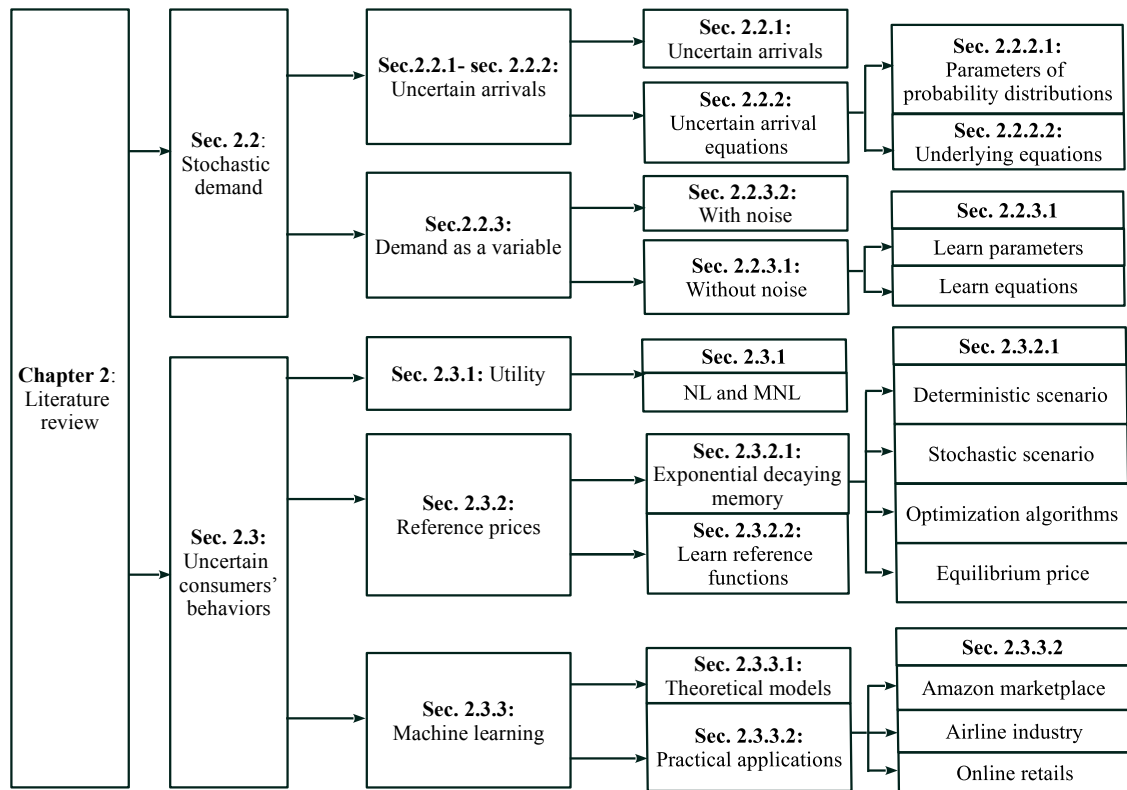 Chapter 2:
Literature
review
Sec. 2.2:
Stochastic
demand
Sec.2.2.1- sec. 2.2.2:
Uncertain arrivals
Sec. 2.2.1:
Uncertain arrivals
Sec. 2.2.2:
Uncertain arrival
equations
Sec. 2.2.2.1:
Parameters of
probability distributions
Sec. 2.2.2.2:
Underlying equations
Sec.2.2.3:
Demand as a variable
Sec. 2.2.3.2:
With noise
Sec. 2.2.3.1:
Without noise
Sec. 2.2.3.1
Learn parameters
Learn equations
Sec. 2.3:
Uncertain
consumers’
behaviors
Sec. 2.3.1: Utility
Sec. 2.3.1
NL and MNL
Sec. 2.3.2:
Reference prices
Sec. 2.3.2.1:
Exponential decaying
memory
Sec. 2.3.2.2:
Learn reference
functions
Sec. 2.3.2.1
Deterministic scenario
Stochastic scenario
Optimization algorithms
Equilibrium price
Sec. 2.3.3:
Machine learning
Sec. 2.3.3.1:
Theoretical models
Sec. 2.3.3.2:
Practical applications
Sec. 2.3.3.2
Amazon marketplace
Airline industry
Online retails